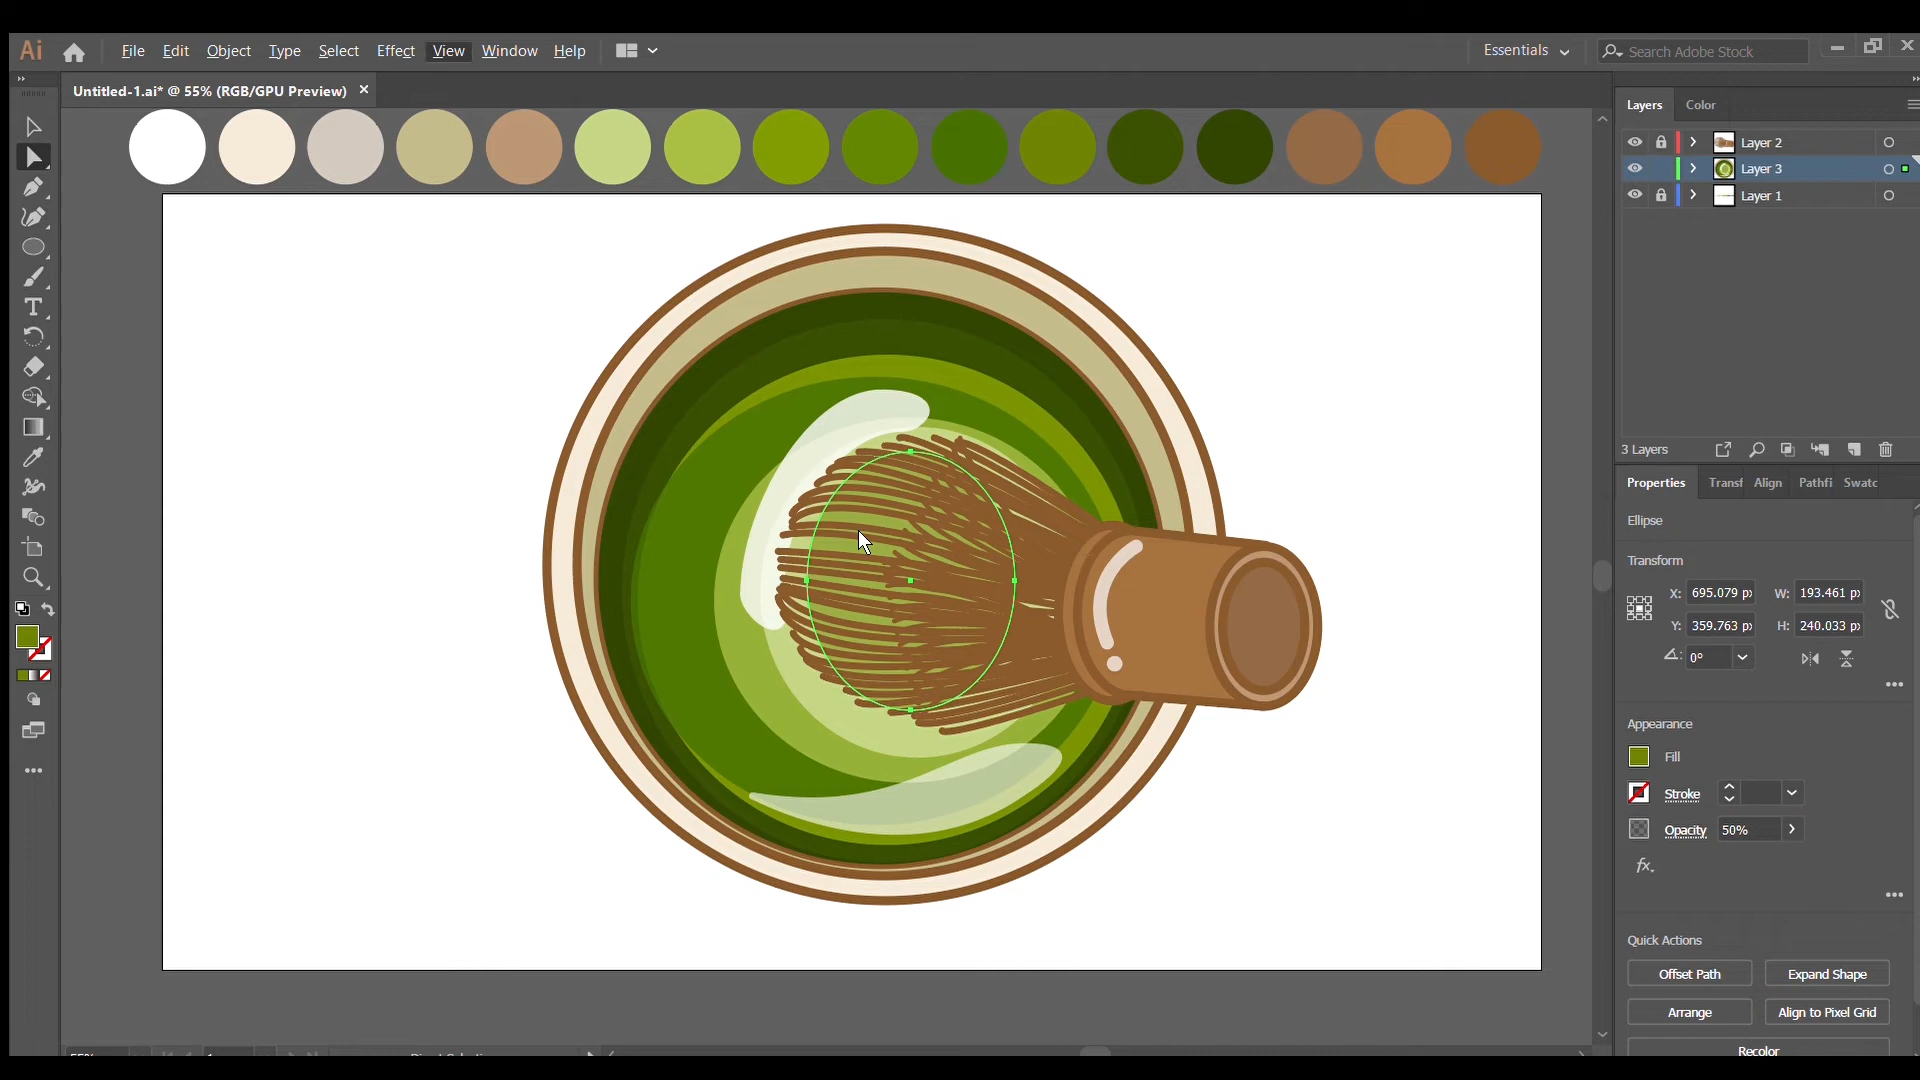 Ai File Edit Object Type Select Effect View Window Help Essentials Search Adobe Stock
Untitled-1.ai* @ 55% (RGB/GPU Preview) ×
Layers Color
Layer 2
Layer 3
Layer 1
3 Layers
Properties Transf Align Pathfi Swatc
Ellipse
Transform
X: 695.079 p W: 193.461 p
Y: 359.763 p H: 240.033 p
0°
Appearance
Fill
Stroke
Opacity 50%
fx
Quick Actions
Offset Path Expand Shape
Arrange Align to Pixel Grid
Recolor